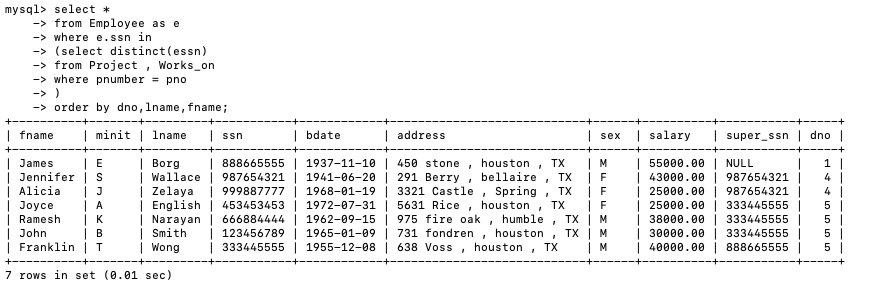 mysql> select *
    -> from Employee as e
    -> where e.ssn in
    -> (select distinct(essn)
    -> from Project , Works_on
    -> where pnumber = pno
    -> )
    -> order by dno,lname,fname;
+----------+-------+---------+-----------+------------+--------------------------+------+----------+-----------+-----+
| fname    | minit | lname   | ssn       | bdate      | address                  | sex  | salary   | super_ssn | dno |
+----------+-------+---------+-----------+------------+--------------------------+------+----------+-----------+-----+
| James    | E     | Borg    | 888665555 | 1937-11-10 | 450 stone , houston , TX | M    | 55000.00 | NULL      |   1 |
| Jennifer | S     | Wallace | 987654321 | 1941-06-20 | 291 Berry , bellaire , TX | F    | 43000.00 | 987654321 |   4 |
| Alicia   | J     | Zelaya  | 999887777 | 1968-01-19 | 3321 Castle , Spring , TX | F    | 25000.00 | 987654321 |   4 |
| Joyce    | A     | English | 453453453 | 1972-07-31 | 5631 Rice , houston , TX | F    | 25000.00 | 333445555 |   5 |
| Ramesh   | K     | Narayan | 666884444 | 1962-09-15 | 975 fire oak , humble , TX | M    | 38000.00 | 333445555 |   5 |
| John     | B     | Smith   | 123456789 | 1965-01-09 | 731 fondren , houston , TX | M    | 30000.00 | 333445555 |   5 |
| Franklin | T     | Wong    | 333445555 | 1955-12-08 | 638 Voss , houston , TX | M    | 40000.00 | 888665555 |   5 |
+----------+-------+---------+-----------+------------+--------------------------+------+----------+-----------+-----+
7 rows in set (0.01 sec)